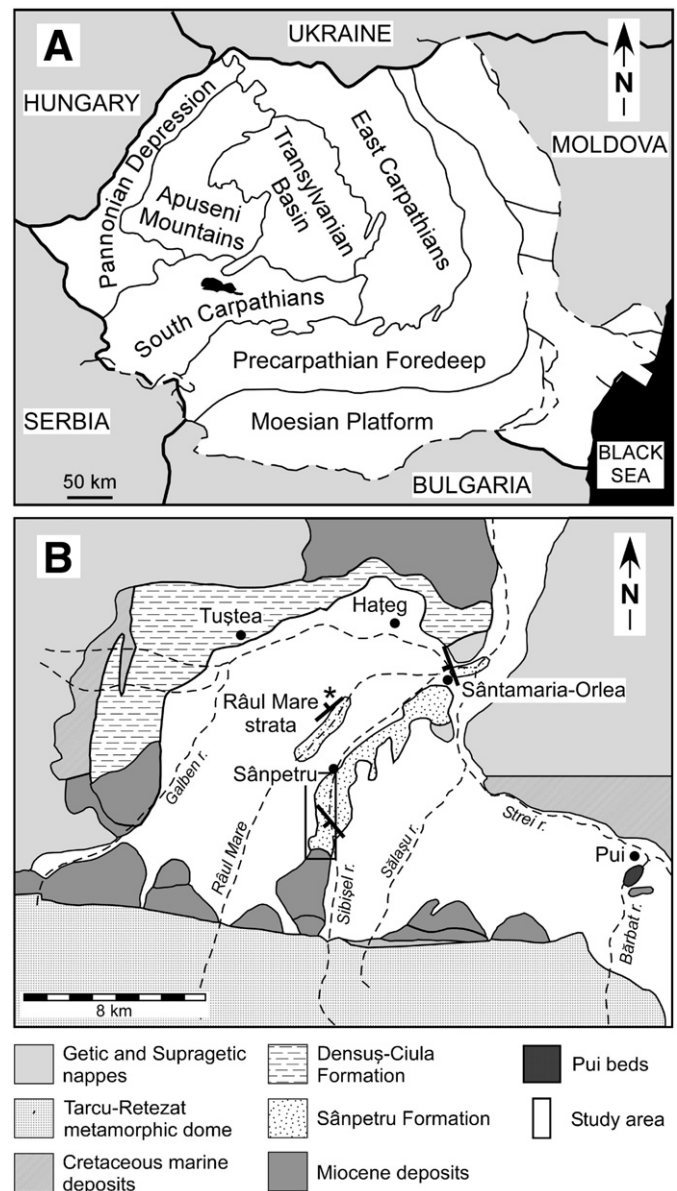 A
UKRAINE
N
HUNGARY
MOLDOVA
Pannonian Depression
Transylvanian
Basin
East Carpathians
Apuseni
Mountains
South Carpathians
Precarpathian Foredeep
SERBIA
Moesian Platform
BLACK
SEA
50 km
BULGARIA
B
N
Tuștea
Hațeg
Râul Mare
strata
*
Sântamaria-Orlea
Sânpetru
Galben r.
Râul Mare
Sibișel r.
Sălașu r.
Strei r.
Pui
Bărbat r.
8 km
Getic and Supragetic
nappes
Densuș-Ciula
Formation
Pui beds
Tarcu-Retezat
metamorphic dome
Sânpetru Formation
Study area
Cretaceous marine
deposits
Miocene deposits